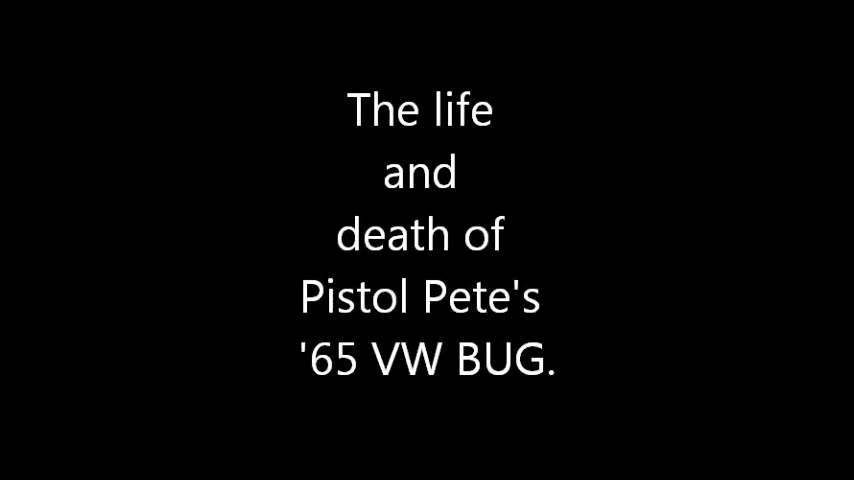 The life
and
death of
Pistol Pete's
'65 VW BUG.